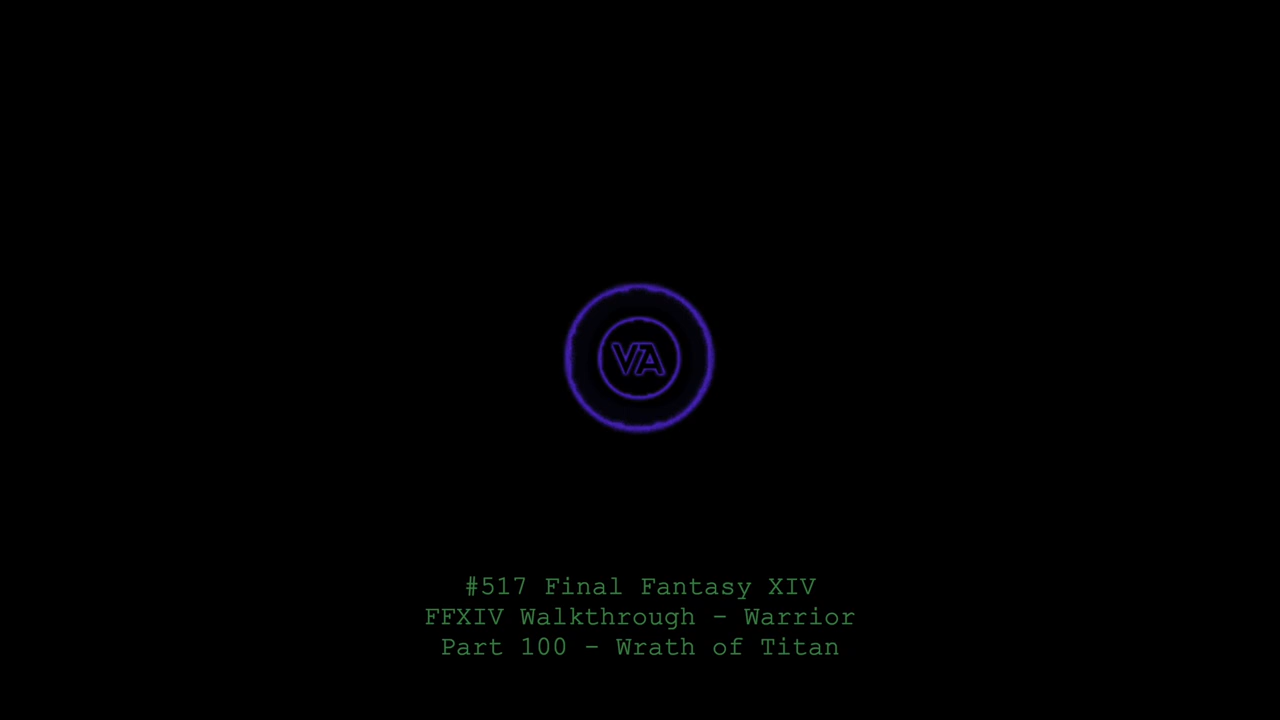 VA
#517 Final Fantasy XIV
FFXIV Walkthrough - Warrior
Part 100 - Wrath of Titan